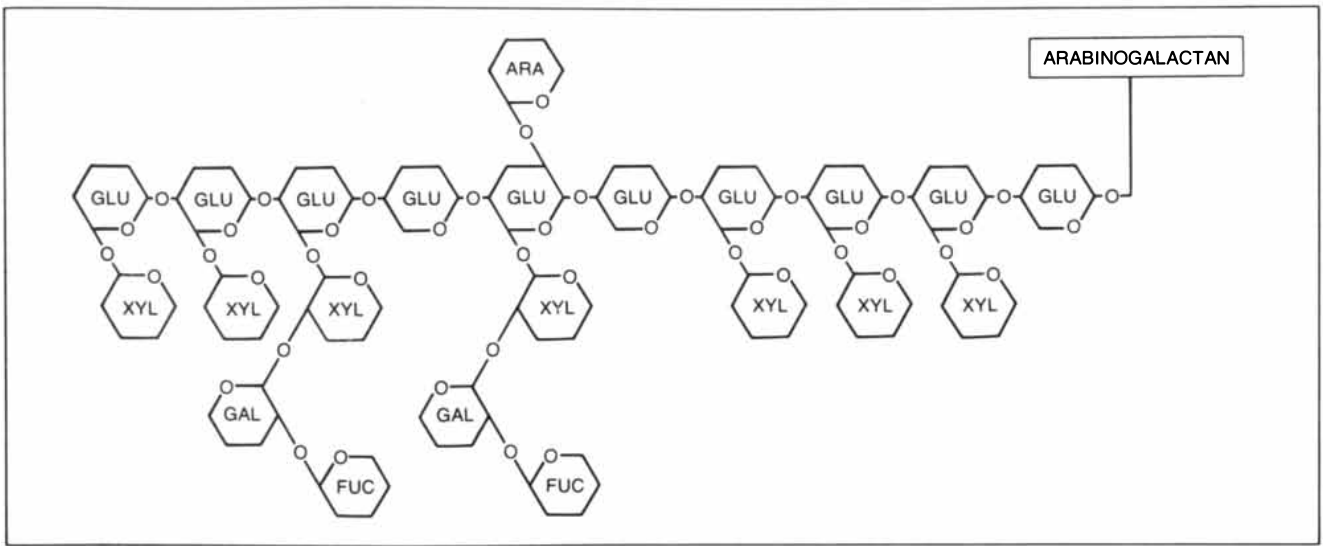 ARABINOGALACTAN
ARA
O
O
GLU O GLU O GLU O GLU O GLU O GLU O GLU O GLU O GLU O GLU O
O O O O O O O O O O
O O O O O O O
O O O O O O O
XYL XYL XYL XYL XYL XYL XYL
O O
O O
GAL GAL
O O
O O
FUC FUC